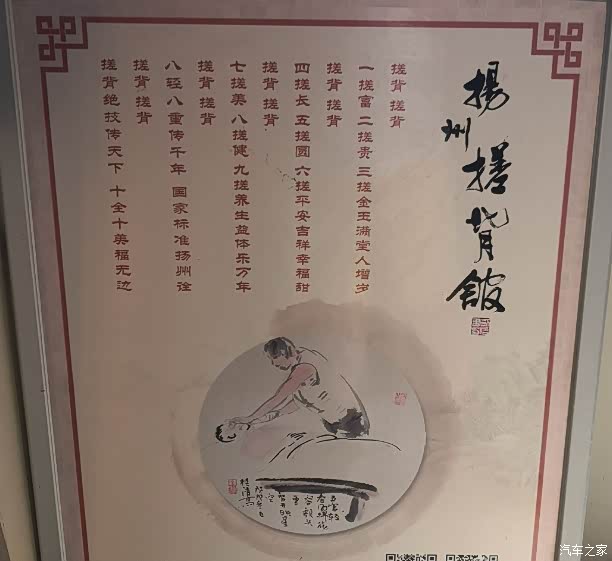 揚州搓背舘
搓背 搓背
一搓富 二搓贵 三搓金玉满堂人增岁
搓背 搓背
四搓长 五搓圆 六搓平安吉祥幸福甜
搓背 搓背
七搓美 八搓健 九搓养生益体乐万年
搓背 搓背
八轻八重传千年 国家标准扬州诠
搓背 搓背
搓背绝技传天下 十全十美福无边
汽车之家